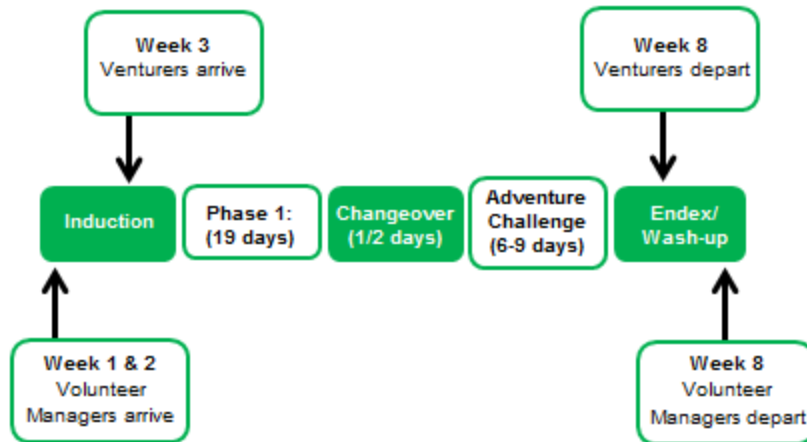 Week 3
Venturers arrive
Week 8
Venturers depart
Induction
Phase 1:
(19 days)
Changeover
(1/2 days)
Adventure
Challenge
(6-9 days)
Endex/
Wash-up
Week 1 & 2
Volunteer
Managers arrive
Week 8
Volunteer
Managers depart